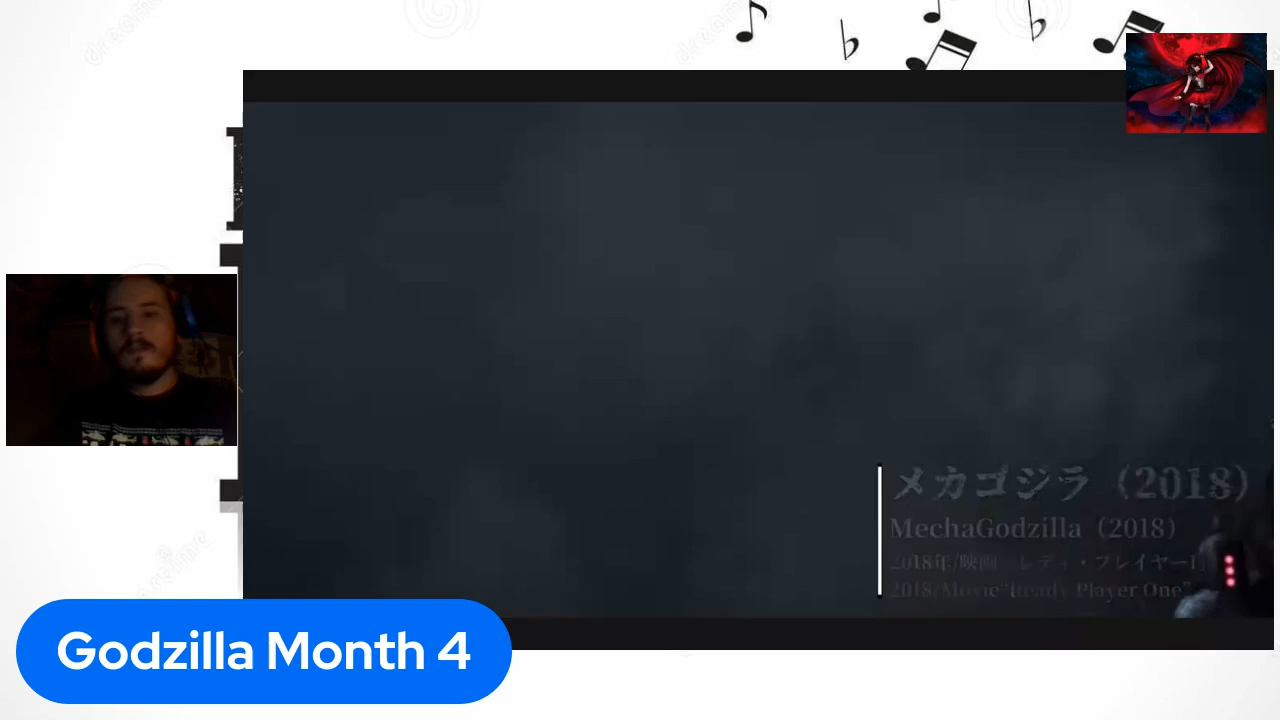 メカゴジラ（2018）
MechaGodzilla（2018）
2018年/映画「レディ・プレイヤー1」
2018/Movie“Ready Player One”
Godzilla Month 4